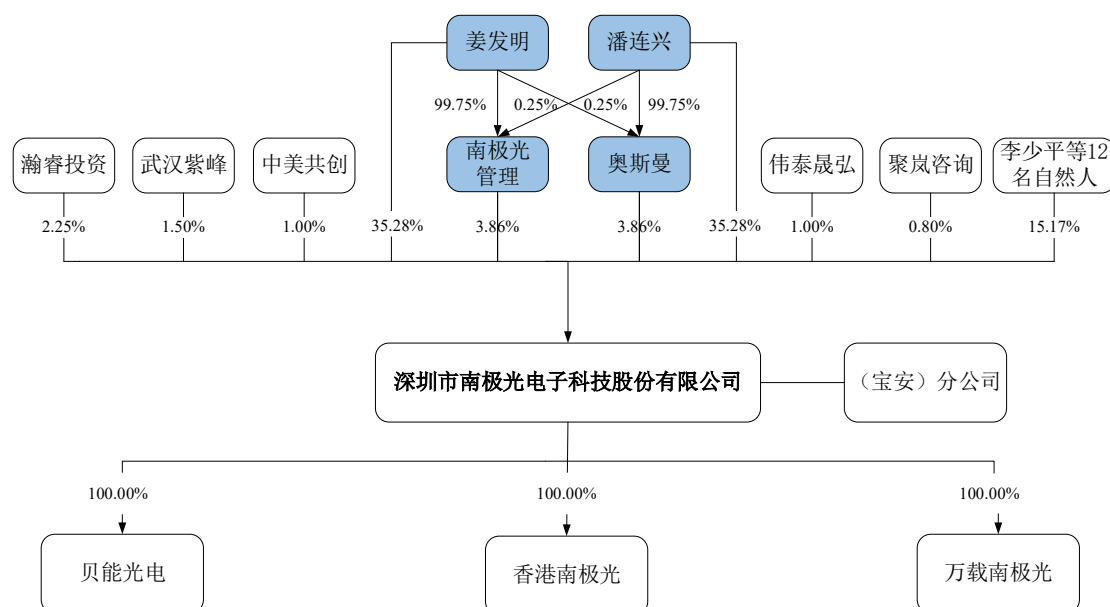 姜发明
潘连兴
99.75%
0.25%
0.25%
99.75%
瀚睿投资
武汉紫峰
中美共创
南极光
管理
奥斯曼
伟泰晟弘
聚岚咨询
李少平等12
名自然人
2.25%
1.50%
1.00%
35.28%
3.86%
3.86%
35.28%
1.00%
0.80%
15.17%
深圳市南极光电子科技股份有限公司
（宝安）分公司
100.00%
100.00%
100.00%
贝能光电
香港南极光
万载南极光